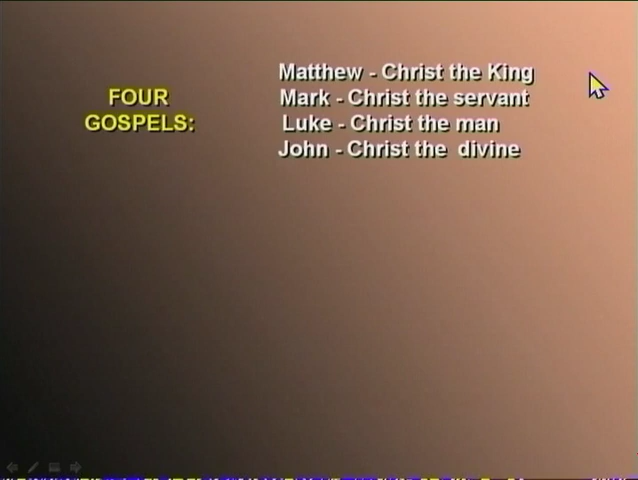 FOUR
GOSPELS:
Matthew - Christ the King
Mark - Christ the servant
Luke - Christ the man
John - Christ the divine